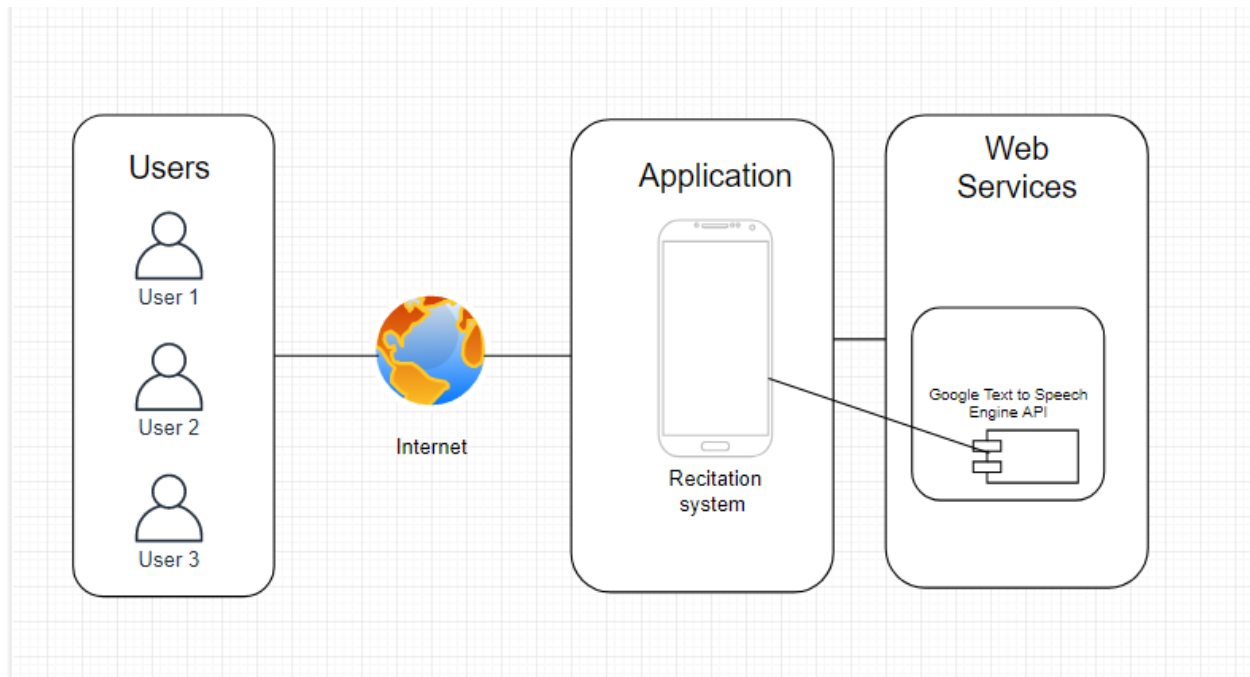 Users
User 1
User 2
User 3
Internet
Application
Recitation
system
Web
Services
Google Text to Speech
Engine API